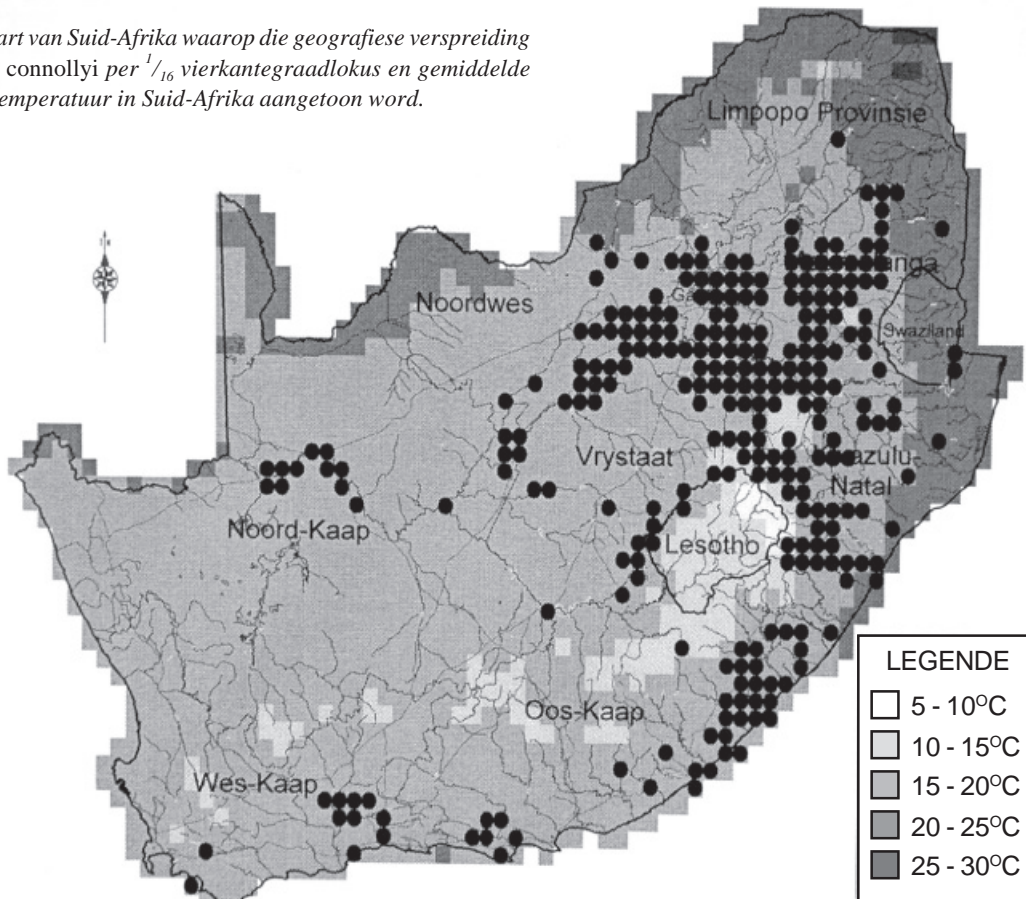 art van Suid-Afrika waarop die geografiese verspreiding
connollyi per 1/16 vierkantegraadlokus en gemiddelde
temperatuur in Suid-Afrika aangetoon word.
Limpopo Provinsie
Noordwes
Ga
anga
Swaziland
Vrystaat
azulu-
Natal
Noord-Kaap
Lesotho
Oos-Kaap
Wes-Kaap
LEGENDE
5 - 10°C
10 - 15°C
15 - 20°C
20 - 25°C
25 - 30°C